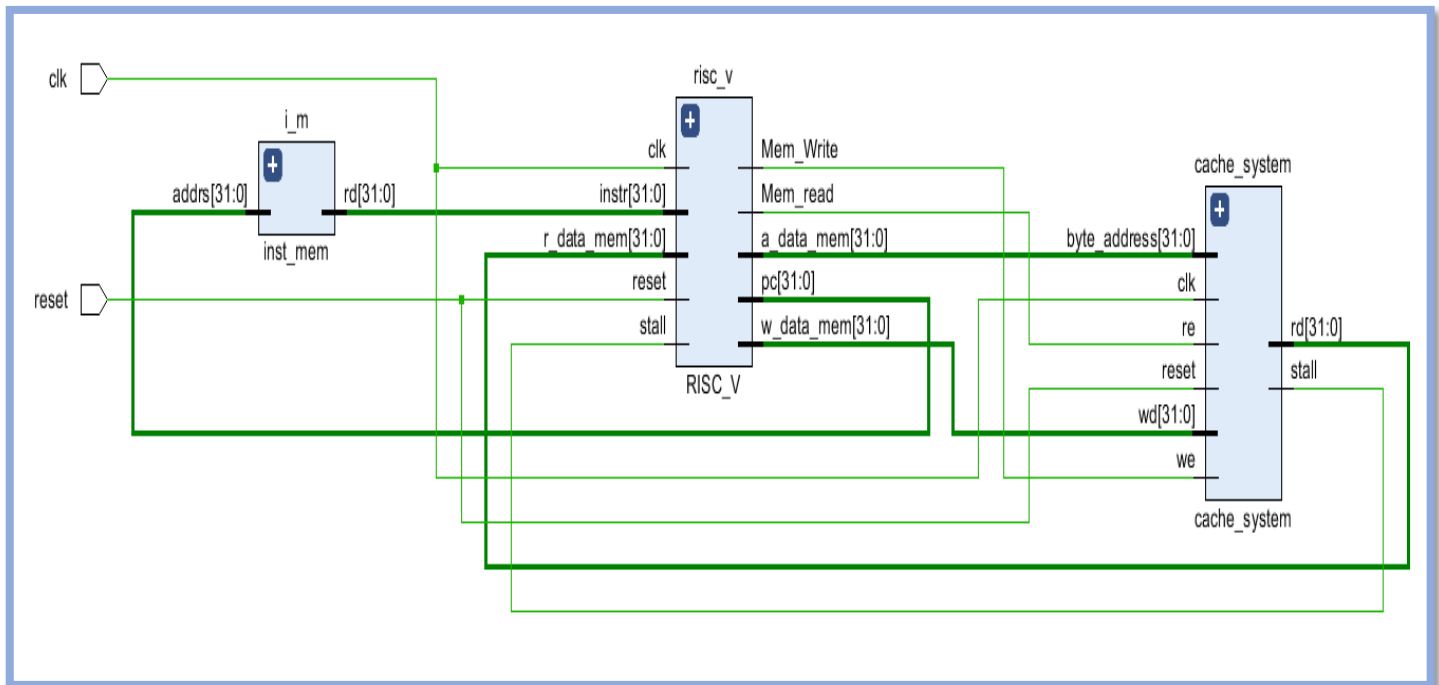 clk
reset
i_m
addrs[31:0]
rd[31:0]
inst_mem
risc_v
clk
instr[31:0]
r_data_mem[31:0]
reset
stall
Mem_Write
Mem_read
a_data_mem[31:0]
pc[31:0]
w_data_mem[31:0]
RISC_V
cache_system
byte_address[31:0]
clk
re
reset
wd[31:0]
we
rd[31:0]
stall
cache_system